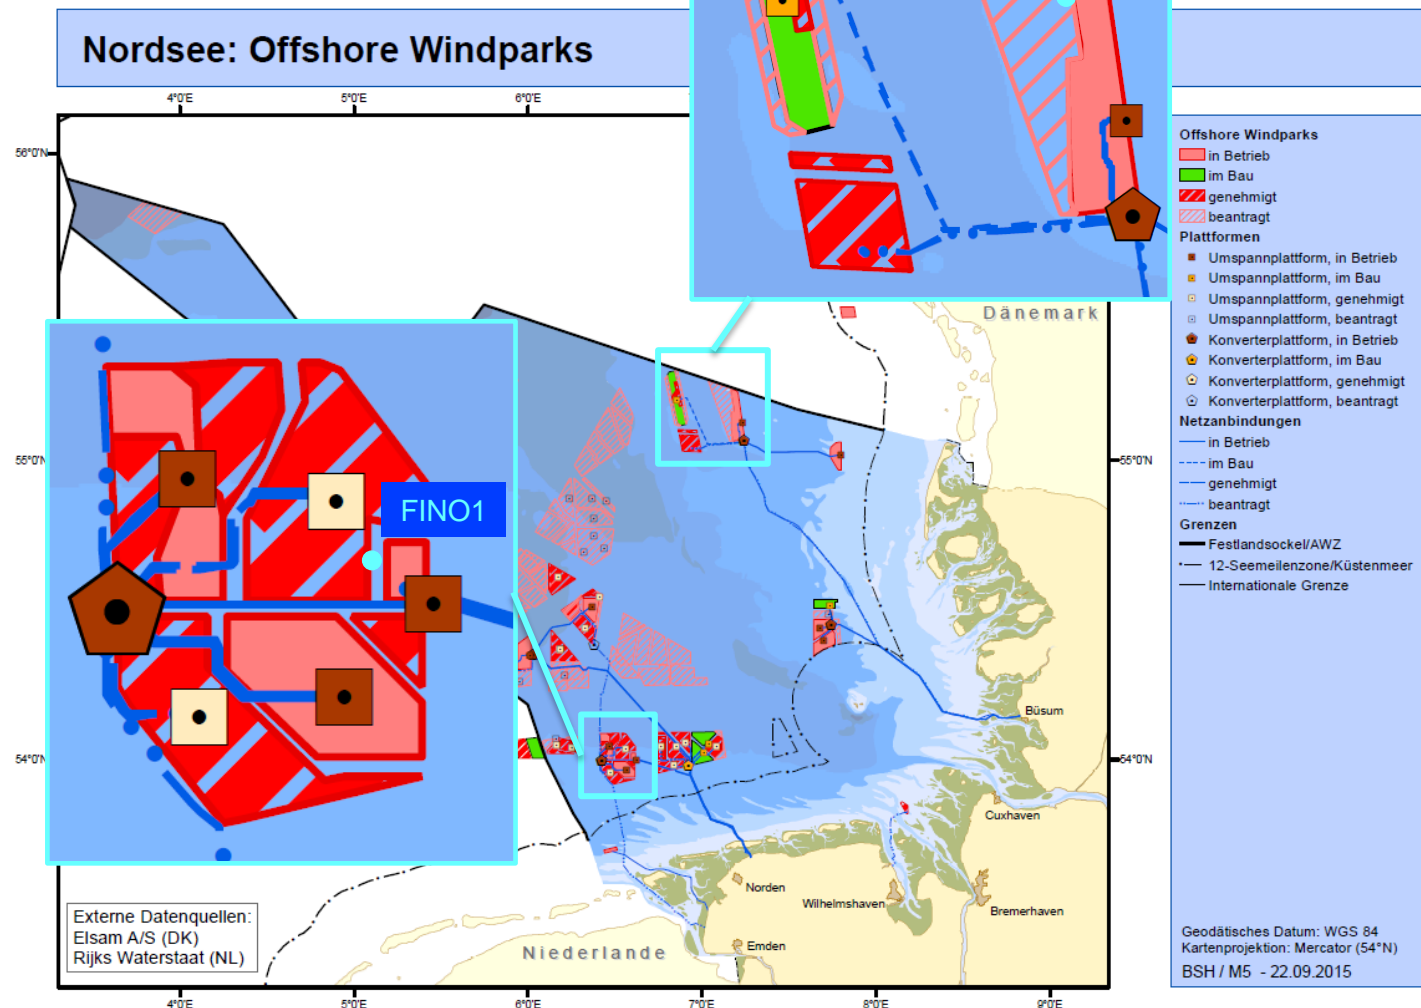 Nordsee: Offshore Windparks
4°0'E
5°0'E
6°0'E
56°0'N
55°0'N
54°0'N
FINO1
Dänemark
Büsum
Cuxhaven
Norden
Wilhelmshaven
Bremerhaven
Emden
Niederlande
55°0'N
54°0'N
Externe Datenquellen:
Elsam A/S (DK)
Rijks Waterstaat (NL)
4°0'E
5°0'E
6°0'E
7°0'E
8°0'E
9°0'E
Offshore Windparks
in Betrieb
im Bau
genehmigt
beantragt
Plattformen
Umspannplattform, in Betrieb
Umspannplattform, im Bau
Umspannplattform, genehmigt
Umspannplattform, beantragt
Konverterplattform, in Betrieb
Konverterplattform, im Bau
Konverterplattform, genehmigt
Konverterplattform, beantragt
Netzanbindungen
in Betrieb
im Bau
genehmigt
beantragt
Grenzen
Festlandsockel/AWZ
12-Seemeilenzone/Küstenmeer
Internationale Grenze
Geodätisches Datum: WGS 84
Kartenprojektion: Mercator (54°N)
BSH / M5 - 22.09.2015